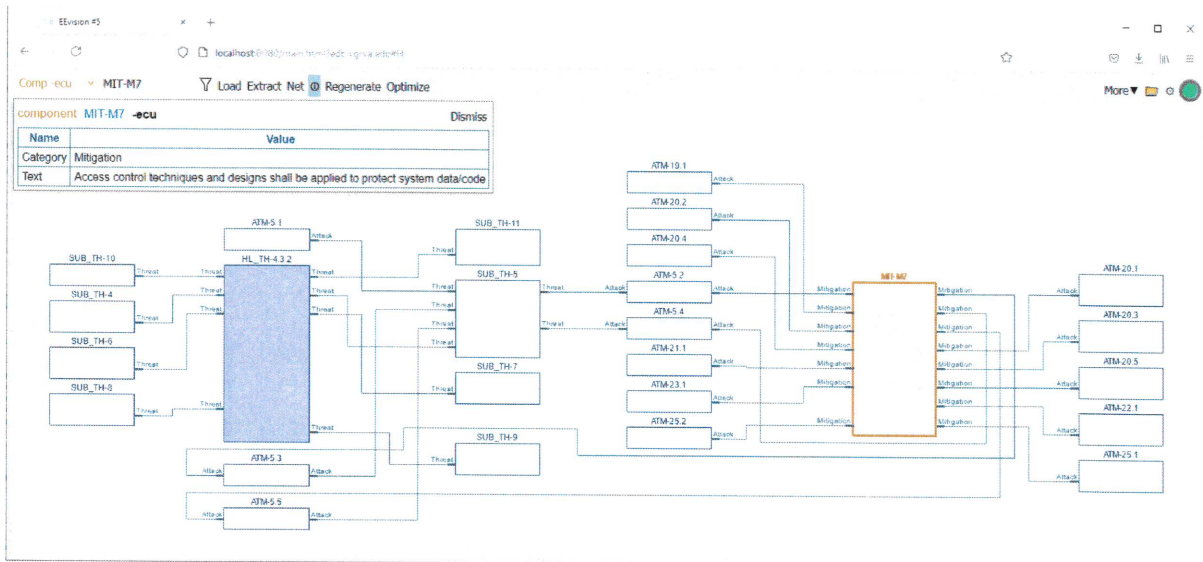 EEvision #3 × +
localhost
Comp -ecu MIT-M7 Load Extract Net Regenerate Optimize More▼
component MIT-M7 -ecu Dismiss
Name Value
Category Mitigation
Text Access control techniques and designs shall be applied to protect system data/code
ATM-19.1
Attack
ATM-20.2
Attack
ATM-5.1
Attack
SUB_TH-11
Threat
ATM-20.4
Attack
SUB_TH-10
Threat
HL_TH-4.3.2
Threat Threat
Threat Threat
Threat Threat
Threat Threat
SUB_TH-4
Threat
SUB_TH-6
Threat
SUB_TH-8
Threat
SUB_TH-5
Threat Threat
Threat
Threat Threat
Threat
SUB_TH-7
Threat
SUB_TH-9
Threat
ATM-5.2
Attack Attack
ATM-5.4
Attack Attack
ATM-21.1
Attack
ATM-23.1
Attack
ATM-25.2
Attack
MIT-M7
Mitigation Mitigation
Mitigation Mitigation
Mitigation Mitigation
Mitigation Mitigation
Mitigation Mitigation
Mitigation Mitigation
Mitigation Mitigation
Mitigation Mitigation
ATM-20.1
Attack
ATM-20.3
Attack
ATM-20.5
Attack
ATM-22.1
Attack
ATM-25.1
Attack
ATM-5.3
Attack Attack
ATM-5.5
Attack Attack